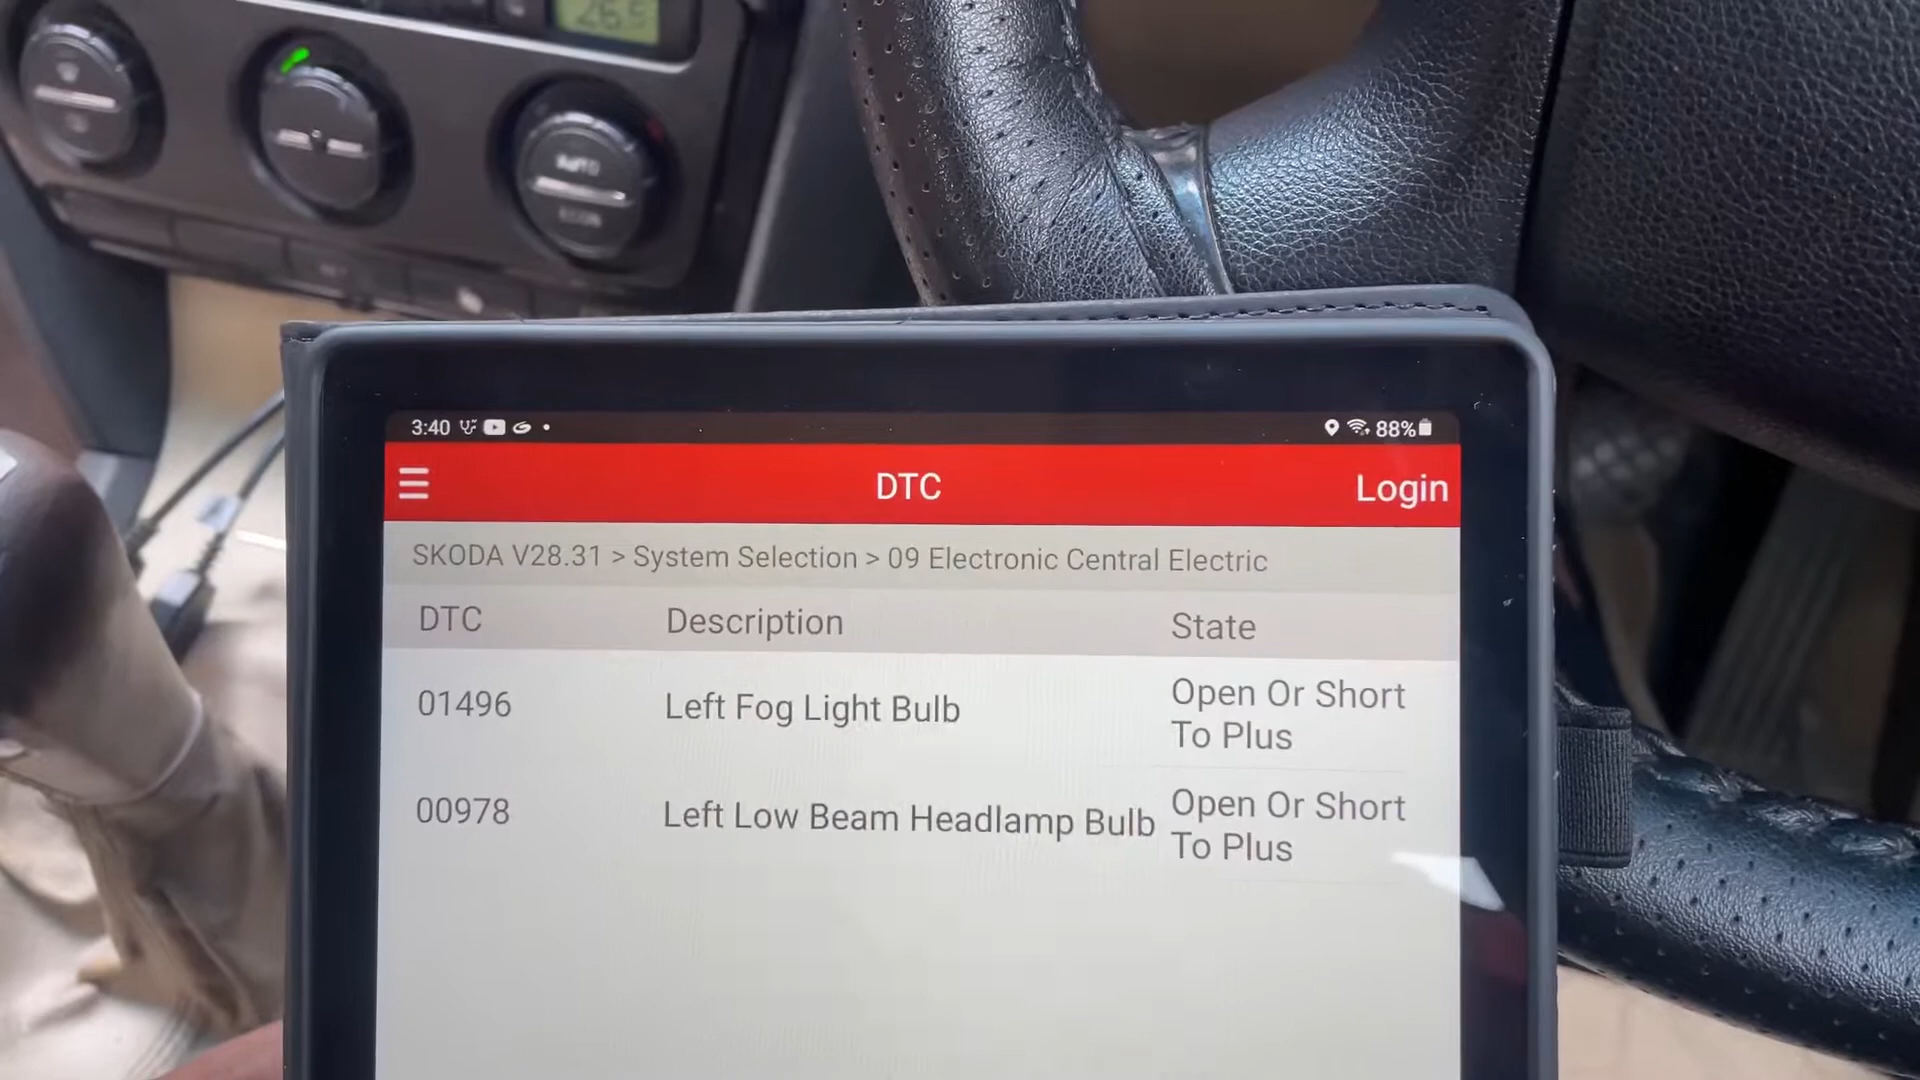 AUTO
ECON
3:40
88%
DTC
Login
SKODA V28.31 > System Selection > 09 Electronic Central Electric
DTC Description State
01496 Left Fog Light Bulb Open Or Short
To Plus
00978 Left Low Beam Headlamp Bulb Open Or Short
To Plus